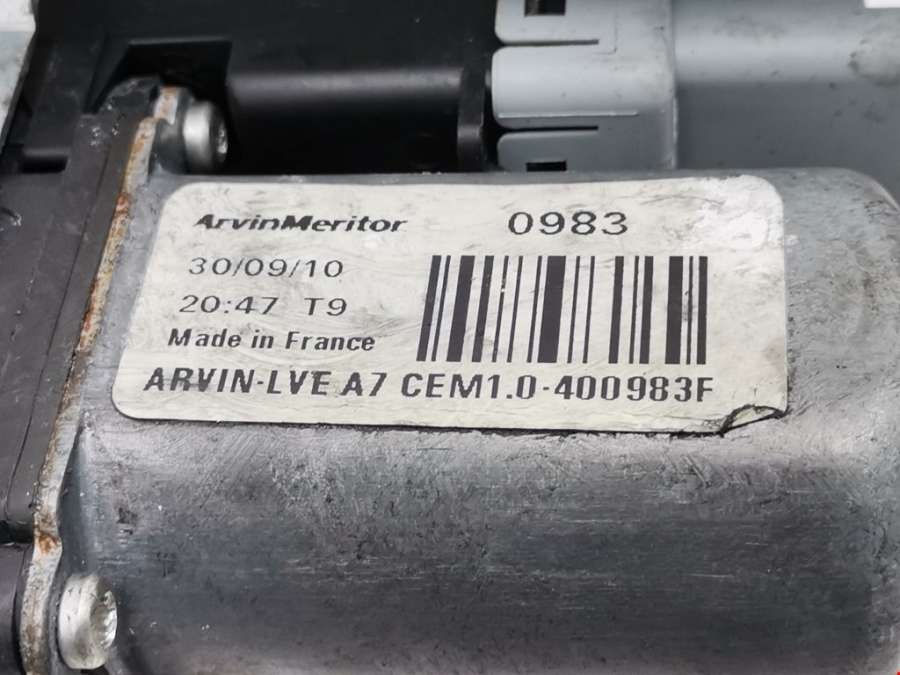 ArvinMeritor 0983
30/09/10
20:47 T9
Made in France
ARVIN-LVE A7 CEM1.0-400983F